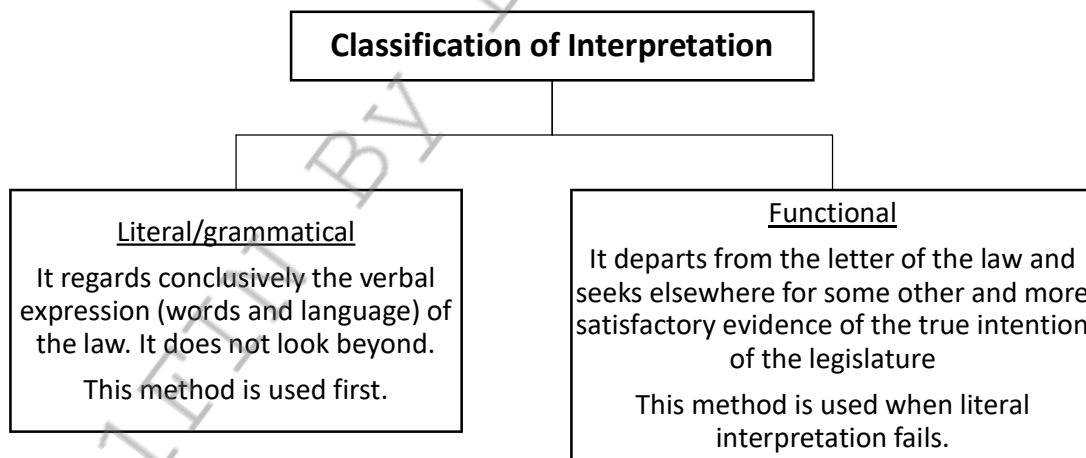 Classification of Interpretation
Literal/grammatical
It regards conclusively the verbal
expression (words and language) of
the law. It does not look beyond.
This method is used first.
Functional
It departs from the letter of the law and
seeks elsewhere for some other and more
satisfactory evidence of the true intention
of the legislature
This method is used when literal
interpretation fails.
1FIN By